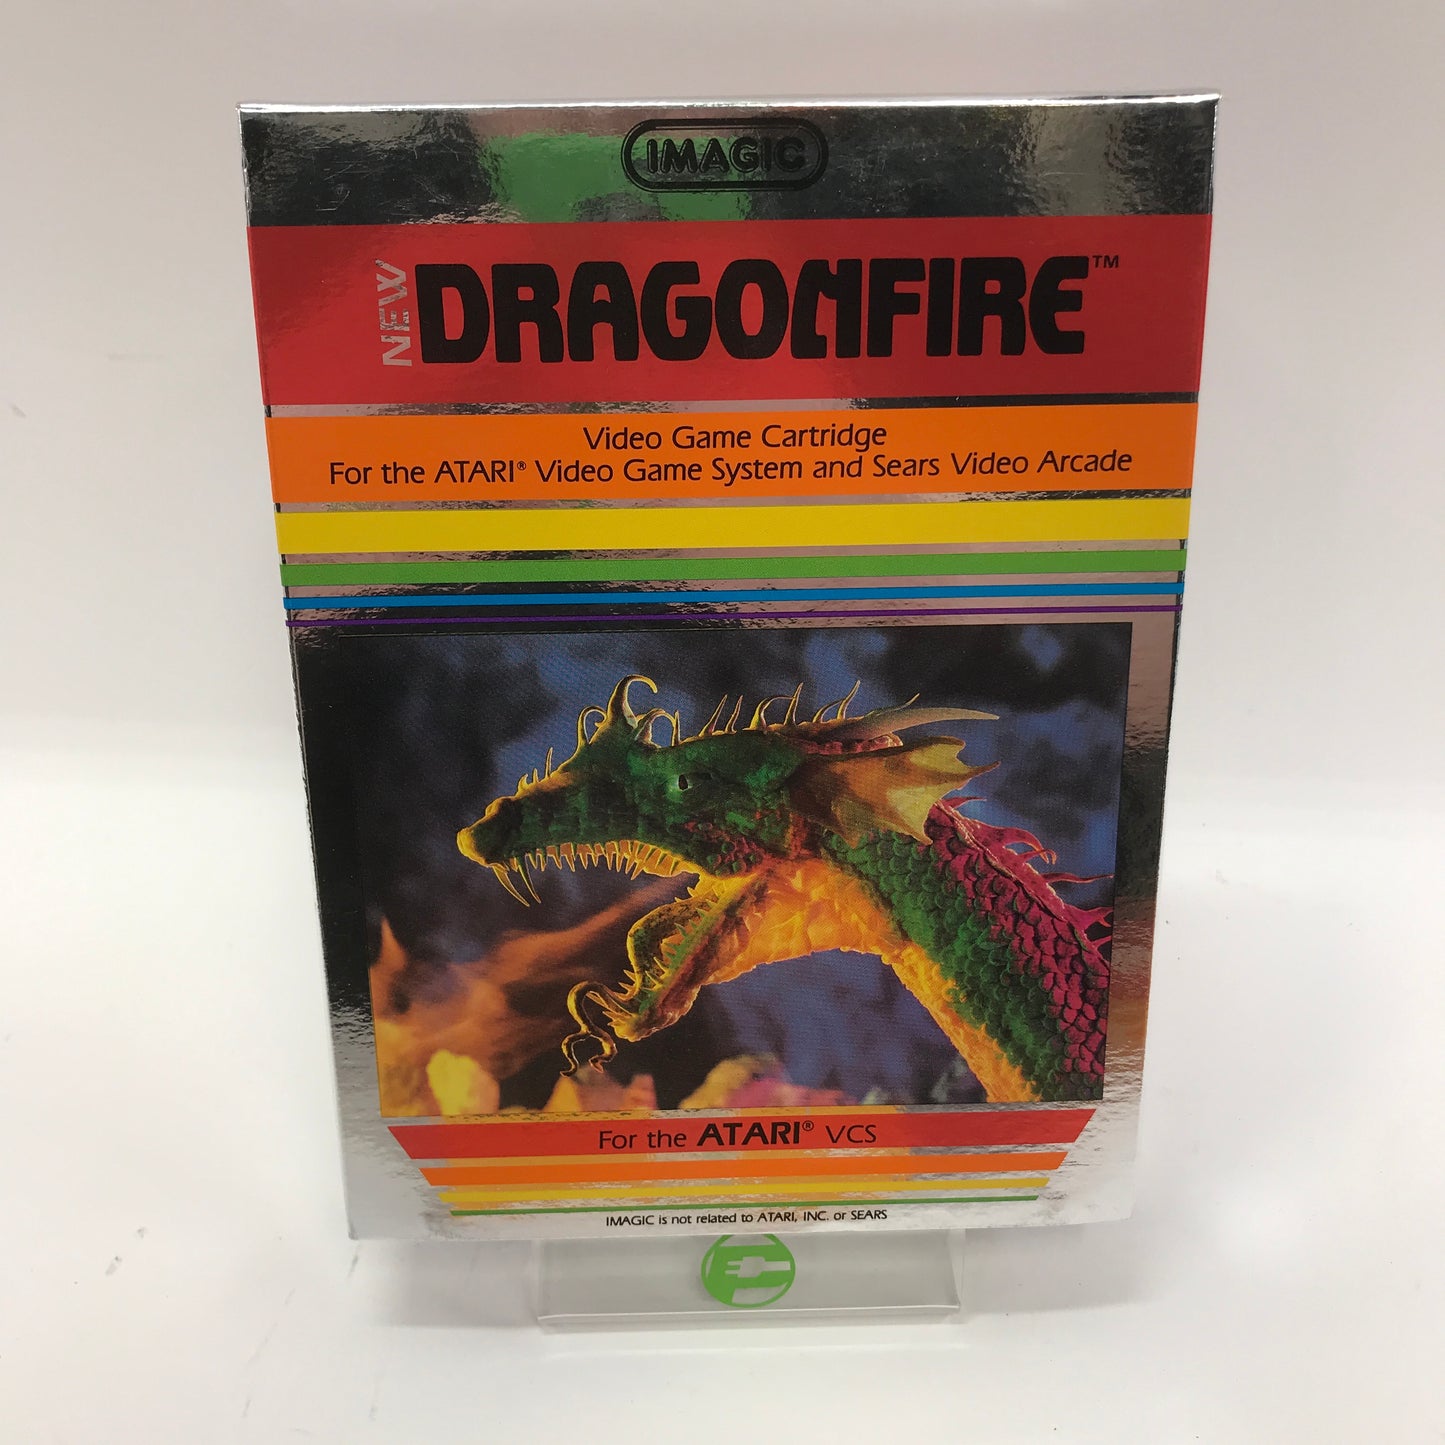 IMAGIC
NEW DRAGONFIRE™
Video Game Cartridge
For the ATARI® Video Game System and Sears Video Arcade
For the ATARI® VCS
IMAGIC is not related to ATARI, INC. or SEARS